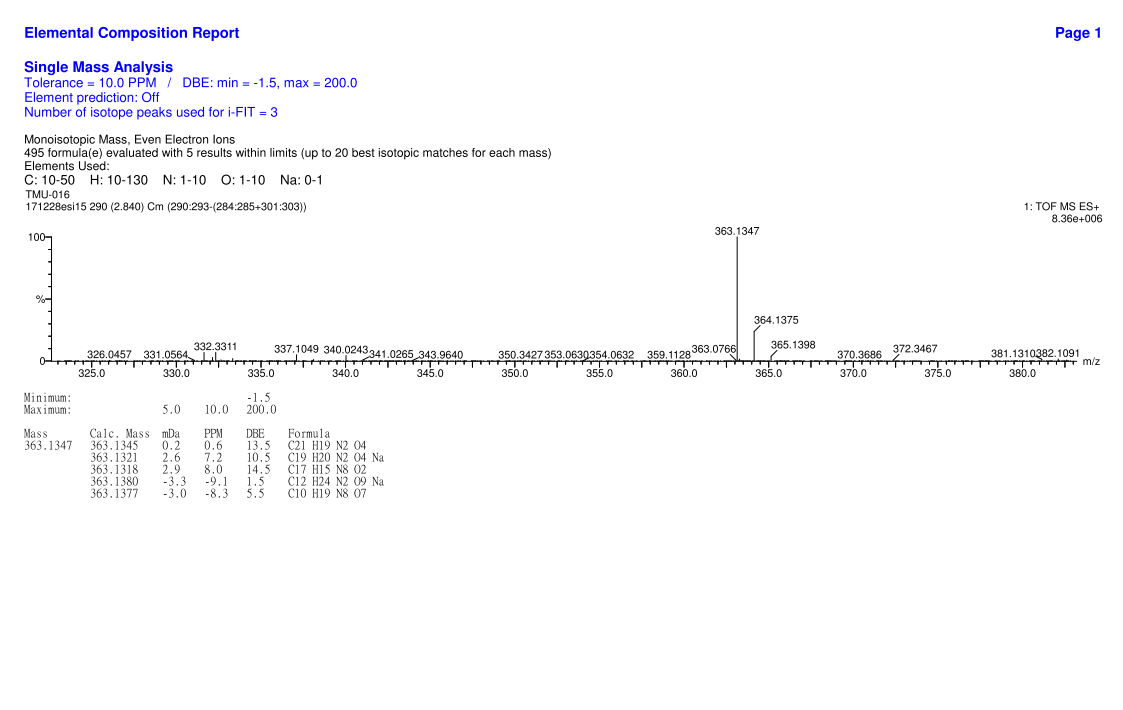 Elemental Composition Report Page 1
Single Mass Analysis
Tolerance = 10.0 PPM / DBE: min = -1.5, max = 200.0
Element prediction: Off
Number of isotope peaks used for i-FIT = 3
Monoisotopic Mass, Even Electron Ions
495 formula(e) evaluated with 5 results within limits (up to 20 best isotopic matches for each mass)
Elements Used:
C: 10-50 H: 10-130 N: 1-10 O: 1-10 Na: 0-1
TMU-016
171228esi15 290 (2.840) Cm (290:293-(284:285+301:303)) 1: TOF MS ES+
8.36e+006
100 363.1347
%
364.1375
326.0457 331.0564 332.3311 337.1049 340.0243 341.0265 343.9640 350.3427 353.0630 354.0632 359.1128 363.0766 365.1398 370.3686 372.3467 381.1310 382.1091
0 m/z
325.0 330.0 335.0 340.0 345.0 350.0 355.0 360.0 365.0 370.0 375.0 380.0
Minimum: -1.5
Maximum: 5.0 10.0 200.0
Mass Calc. Mass mDa PPM DBE Formula
363.1347 363.1345 0.2 0.6 13.5 C21 H19 N2 O4
363.1321 2.6 7.2 10.5 C19 H20 N2 O4 Na
363.1318 2.9 8.0 14.5 C17 H15 N8 O2
363.1380 -3.3 -9.1 1.5 C12 H24 N2 O9 Na
363.1377 -3.0 -8.3 5.5 C10 H19 N8 O7